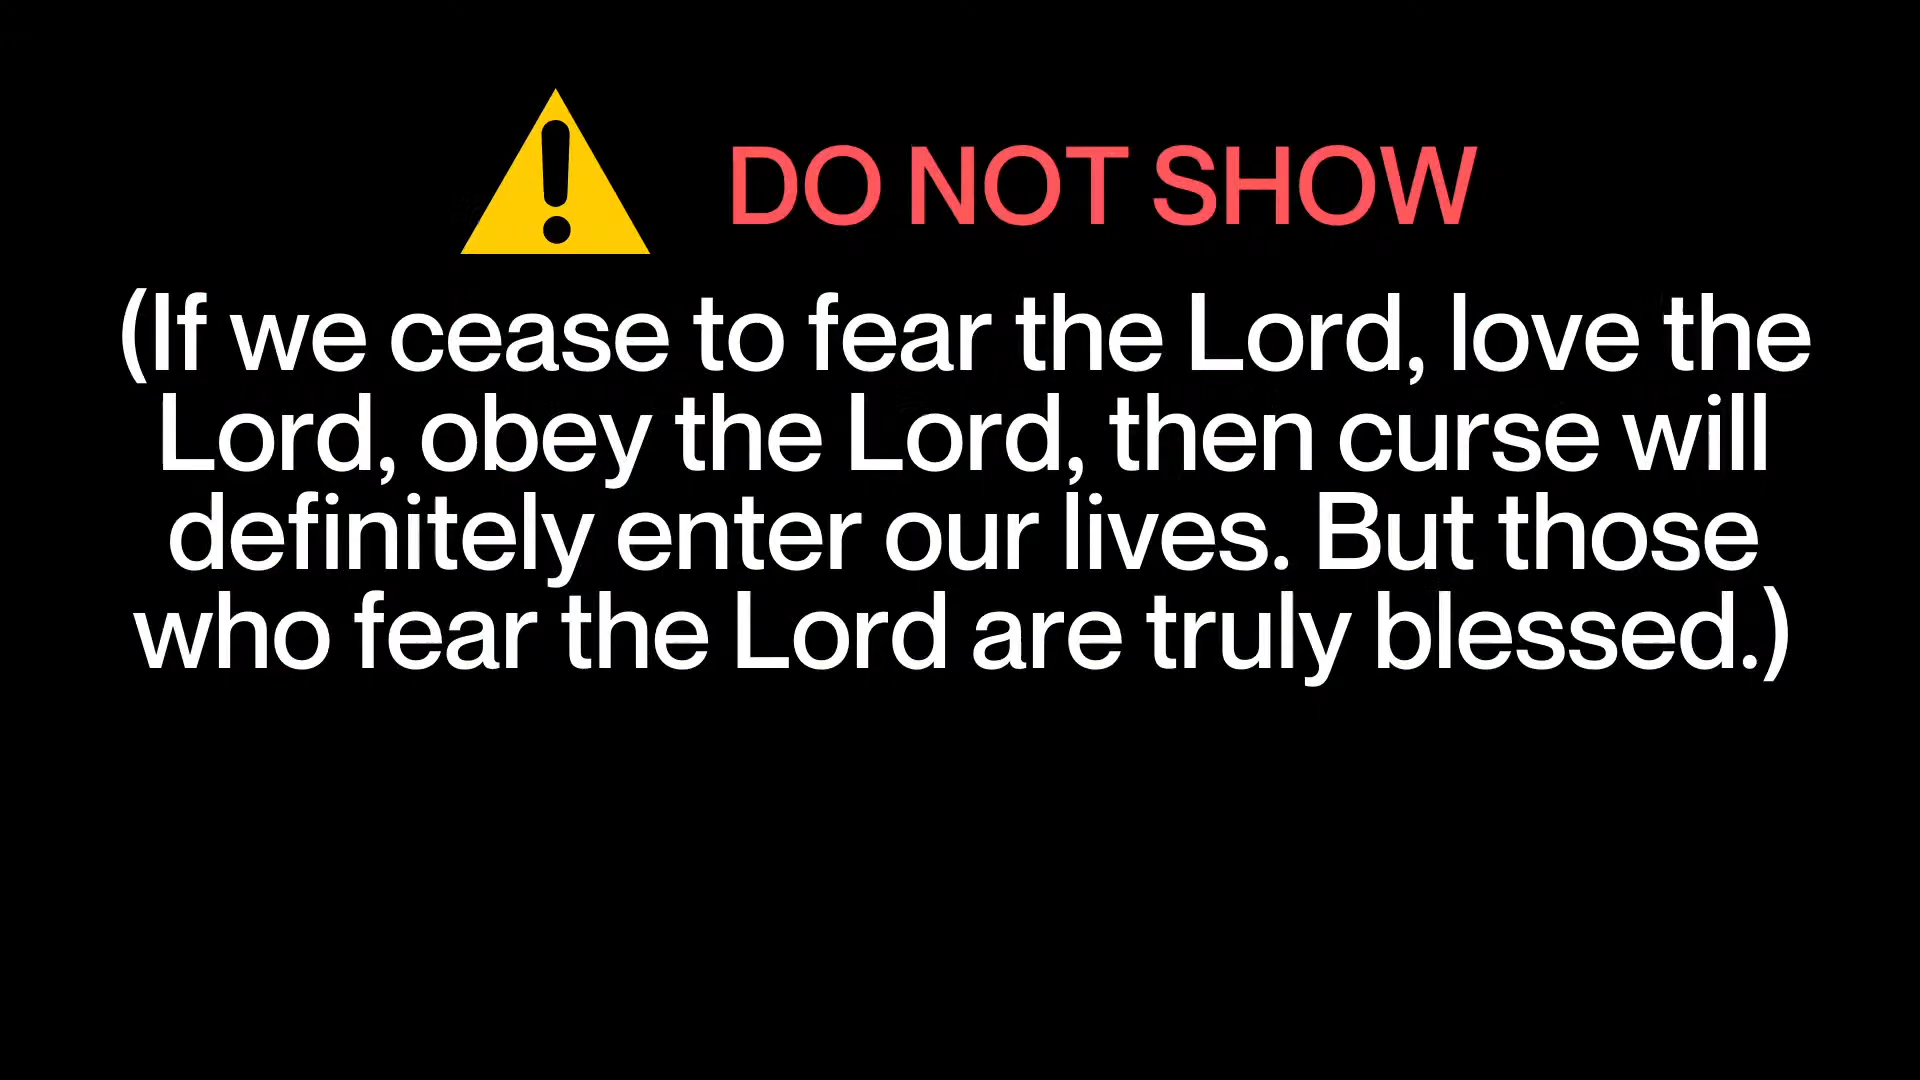 DO NOT SHOW
(If we cease to fear the Lord, love the
Lord, obey the Lord, then curse will
definitely enter our lives. But those
who fear the Lord are truly blessed.)